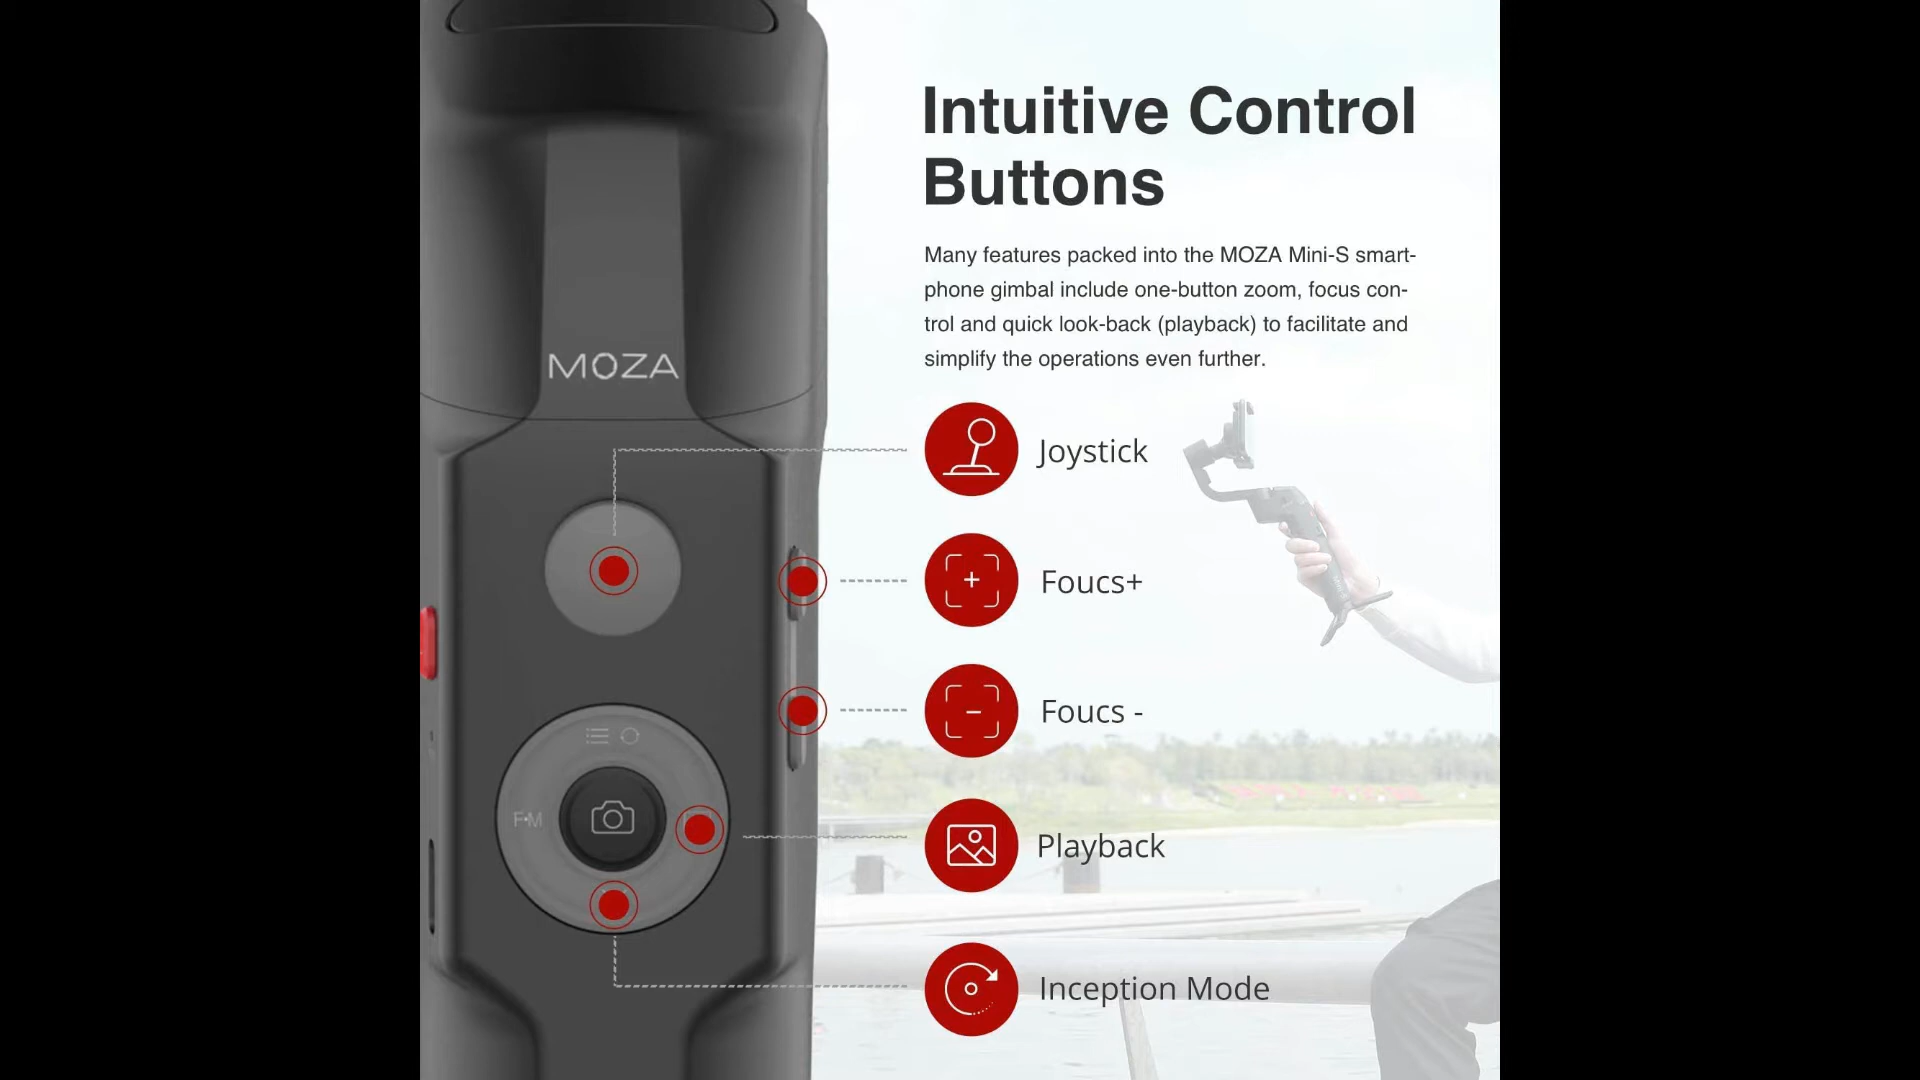 Intuitive Control
Buttons
Many features packed into the MOZA Mini-S smart-
phone gimbal include one-button zoom, focus con-
trol and quick look-back (playback) to facilitate and
simplify the operations even further.
MOZA
Joystick
Foucs+
Foucs -
F•M
Playback
Inception Mode